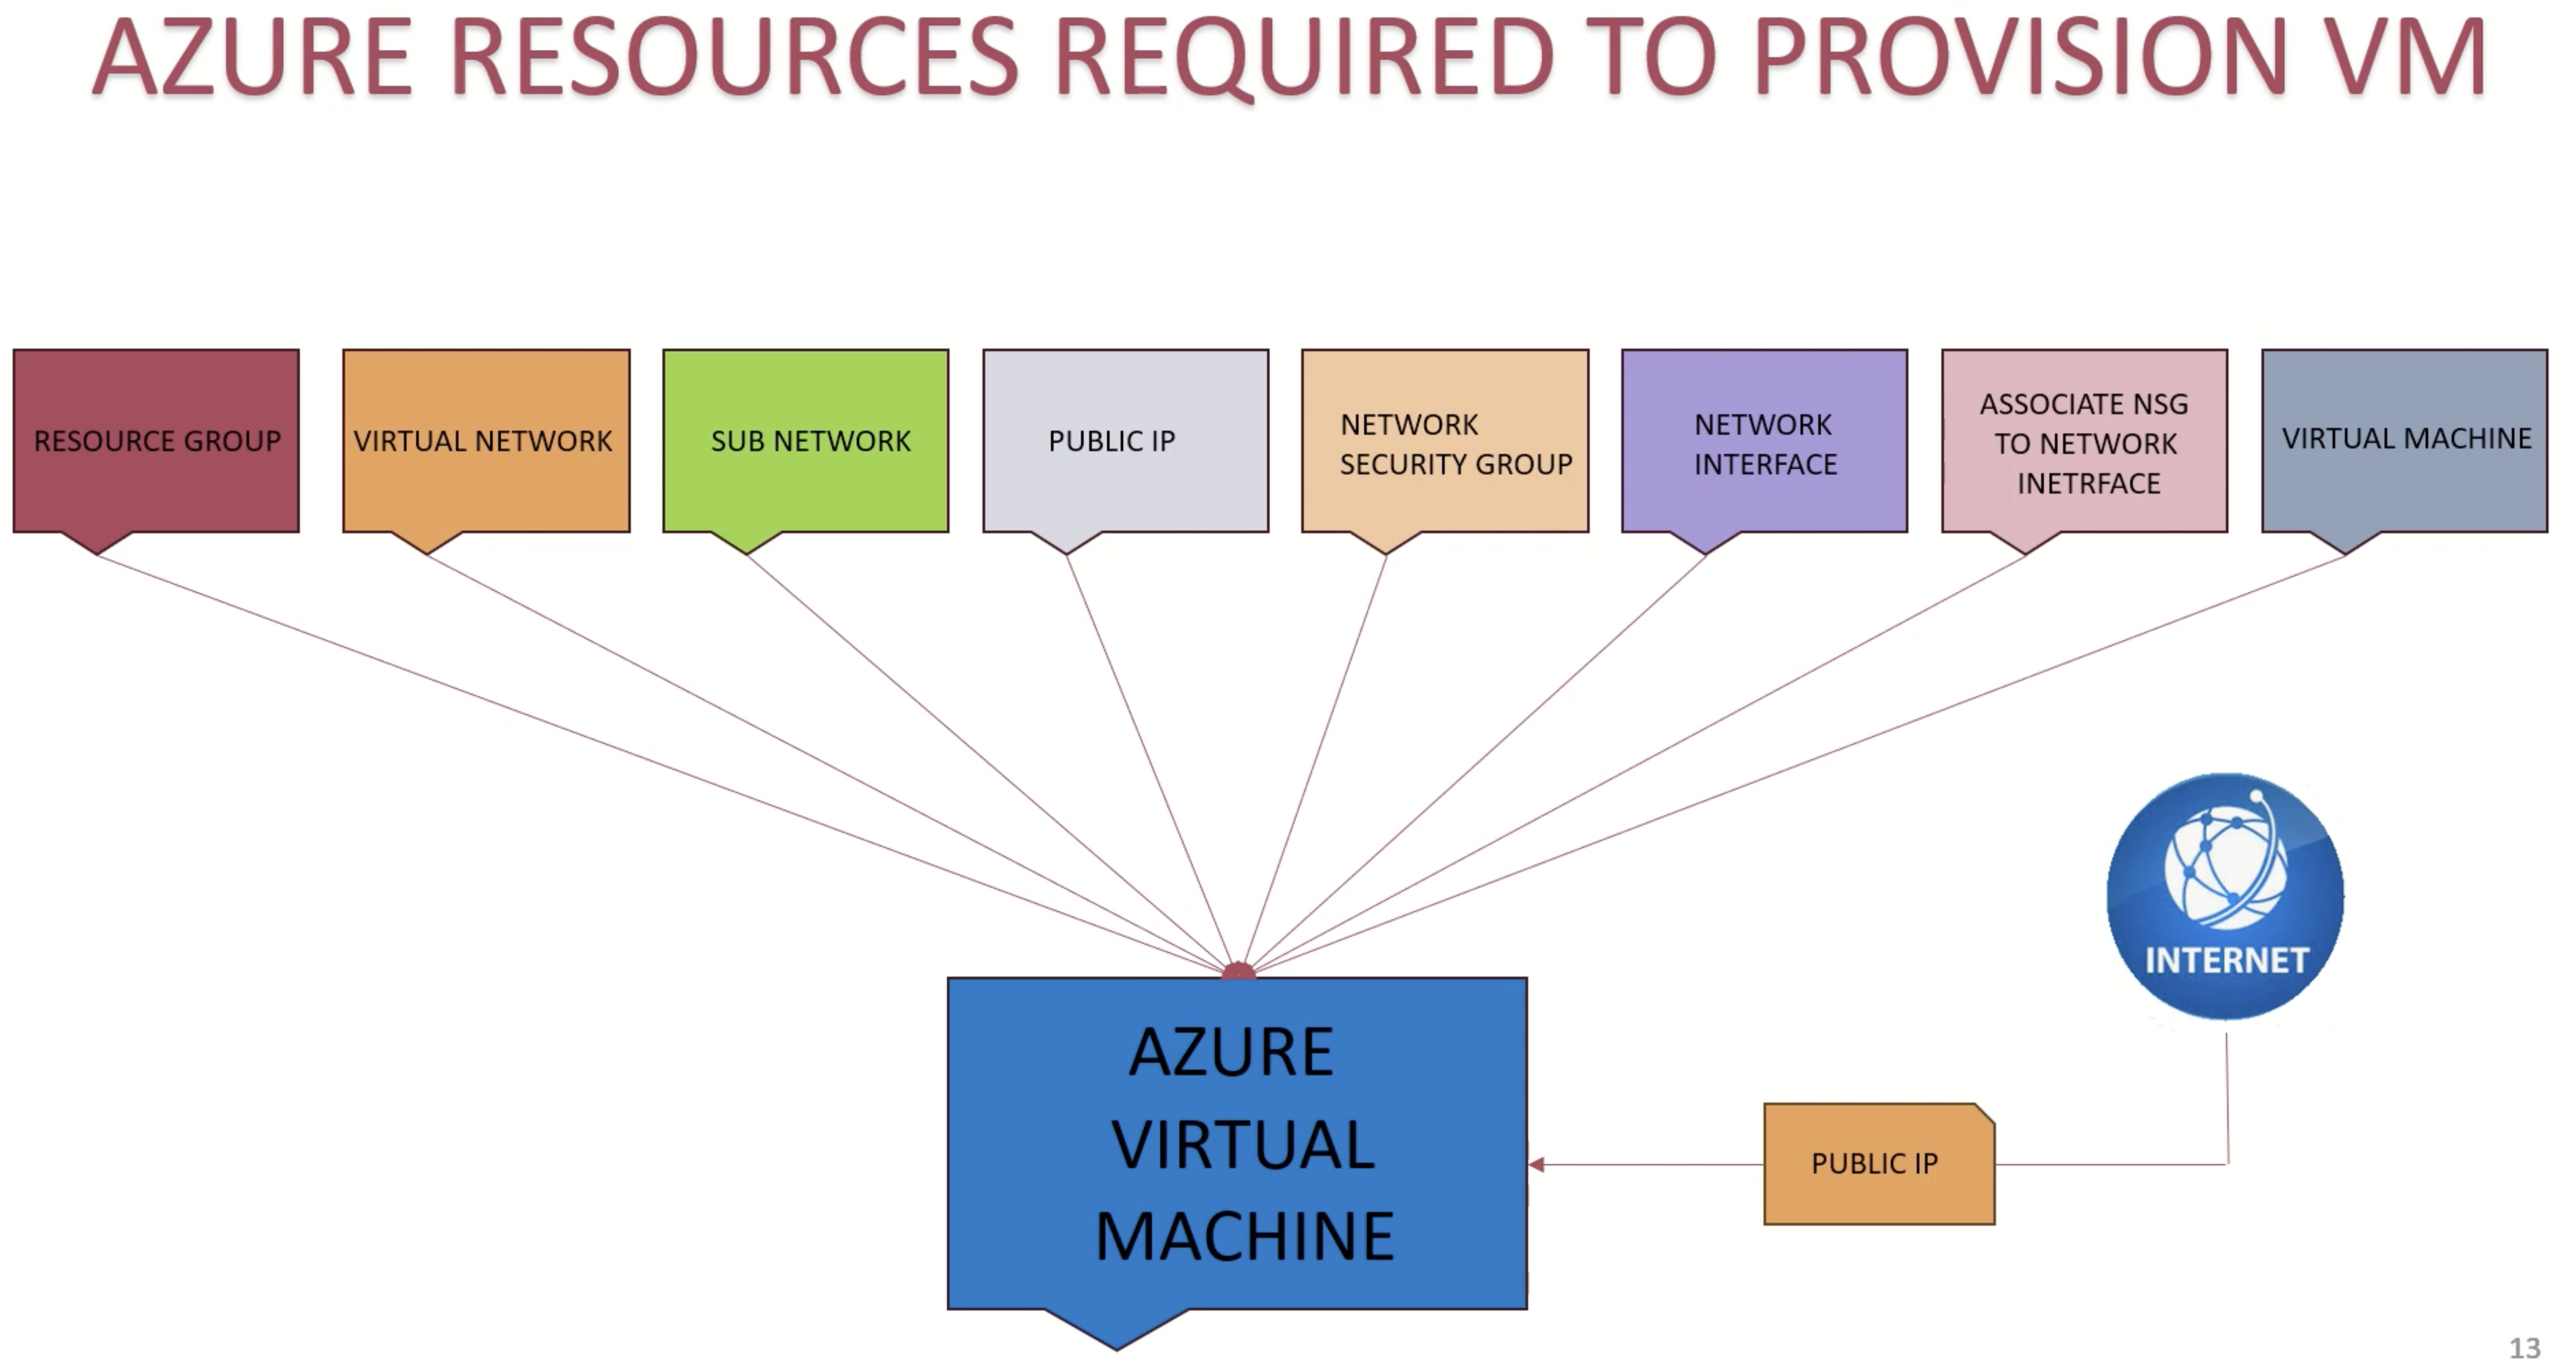 AZURE RESOURCES REQUIRED TO PROVISION VM
RESOURCE GROUP
VIRTUAL NETWORK
SUB NETWORK
PUBLIC IP
NETWORK
SECURITY GROUP
NETWORK
INTERFACE
ASSOCIATE NSG
TO NETWORK
INETRFACE
VIRTUAL MACHINE
INTERNET
AZURE
VIRTUAL
MACHINE
PUBLIC IP
13